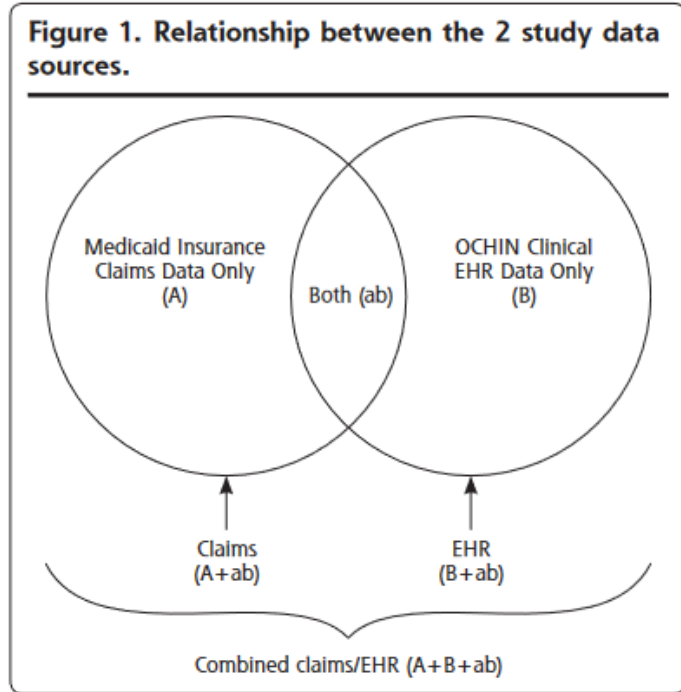 Figure 1. Relationship between the 2 study data
sources.
Medicaid Insurance
Claims Data Only
(A)
Both (ab)
OCHIN Clinical
EHR Data Only
(B)
Claims
(A+ab)
EHR
(B+ab)
Combined claims/EHR (A+B+ab)